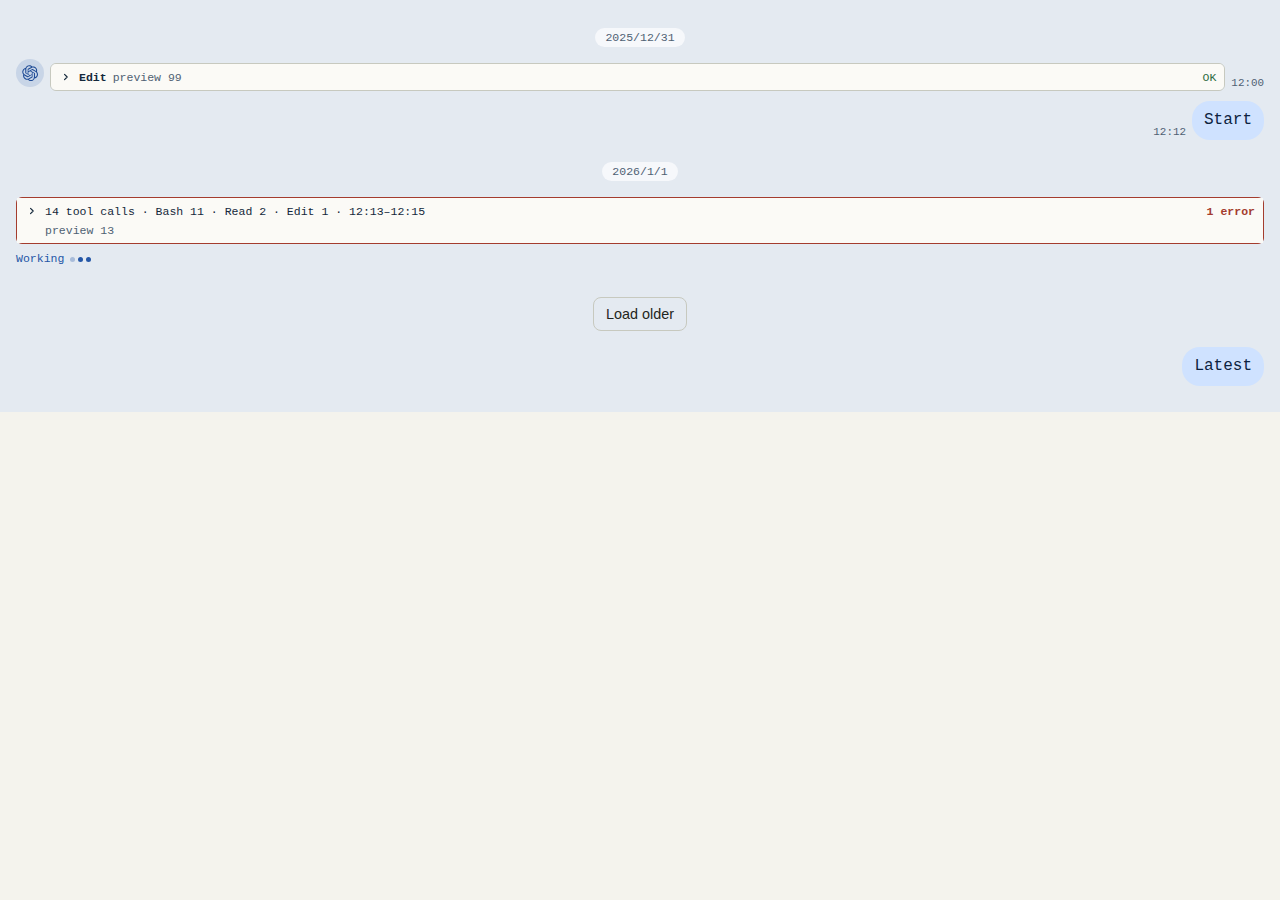 2025/12/31
Edit preview 99 OK 12:00
12:12 Start
2026/1/1
14 tool calls · Bash 11 · Read 2 · Edit 1 · 12:13–12:15 1 error
preview 13
Working
Load older
Latest